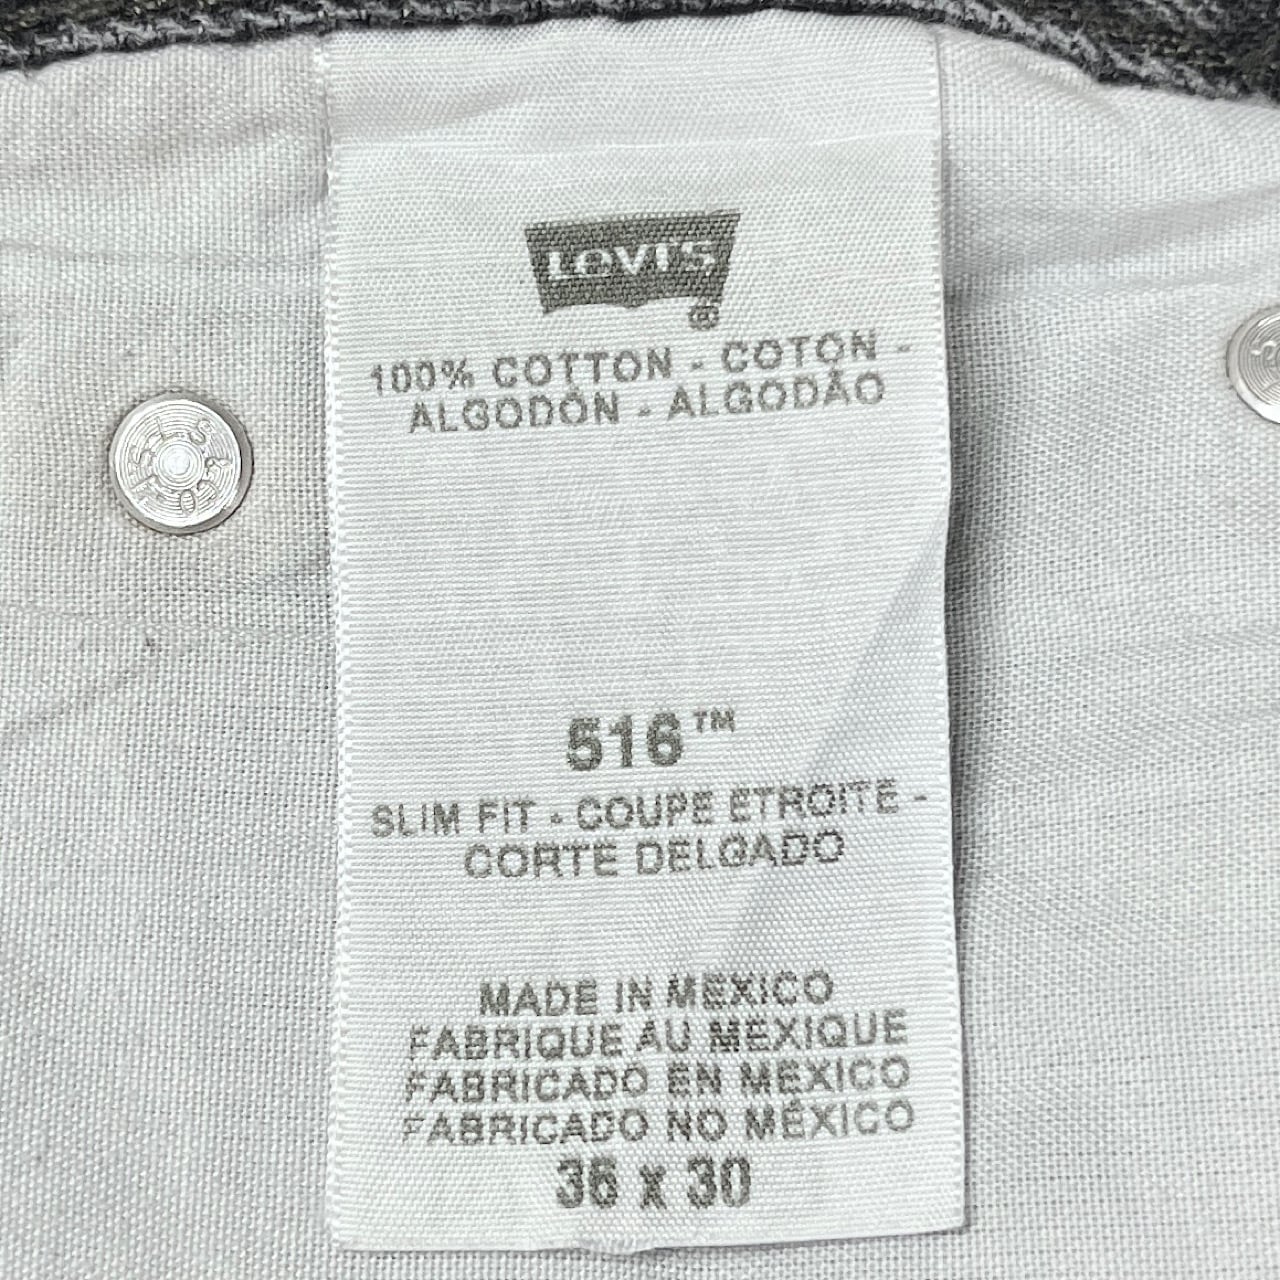 LEVI'S
®
100% COTTON - COTON -
ALGODÓN - ALGODÃO
516™
SLIM FIT - COUPE ETROITE -
CORTE DELGADO
MADE IN MEXICO
FABRIQUE AU MEXIQUE
FABRICADO EN MEXICO
FABRICADO NO MÉXICO
36 x 30